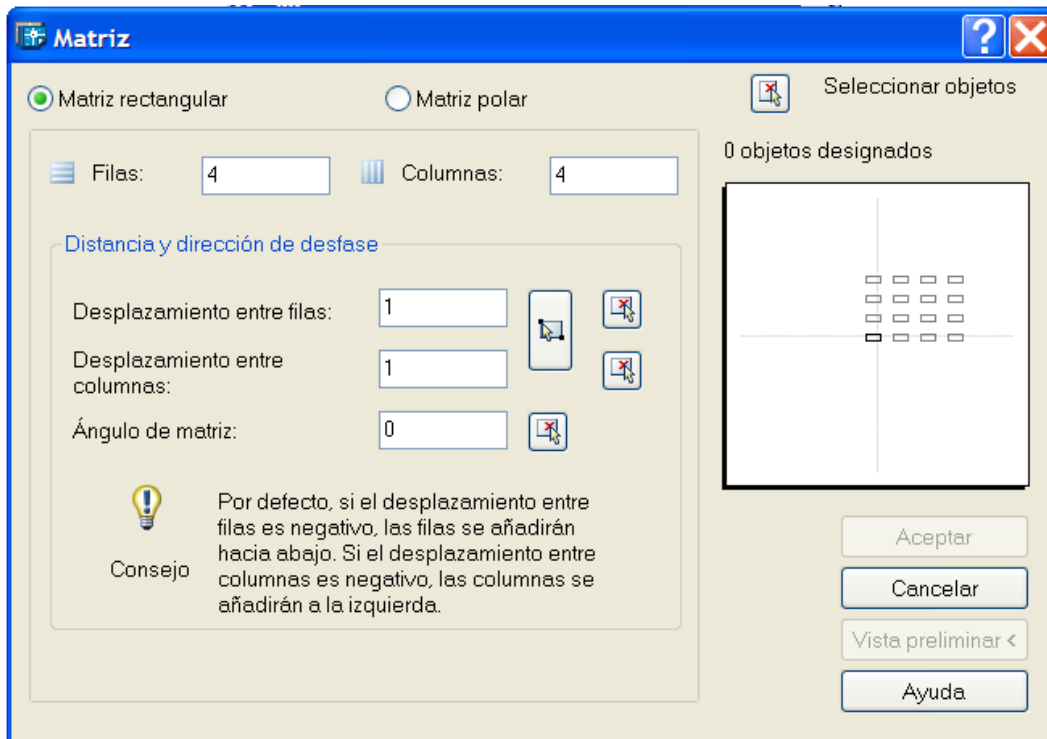 Matriz
Matriz rectangular
Matriz polar
Seleccionar objetos
Filas:
4
Columnas:
4
0 objetos designados
Distancia y dirección de desfase
Desplazamiento entre filas:
1
Desplazamiento entre
columnas:
1
Ángulo de matriz:
0
Consejo
Por defecto, si el desplazamiento entre
filas es negativo, las filas se añadirán
hacia abajo. Si el desplazamiento entre
columnas es negativo, las columnas se
añadirán a la izquierda.
Aceptar
Cancelar
Vista preliminar <
Ayuda